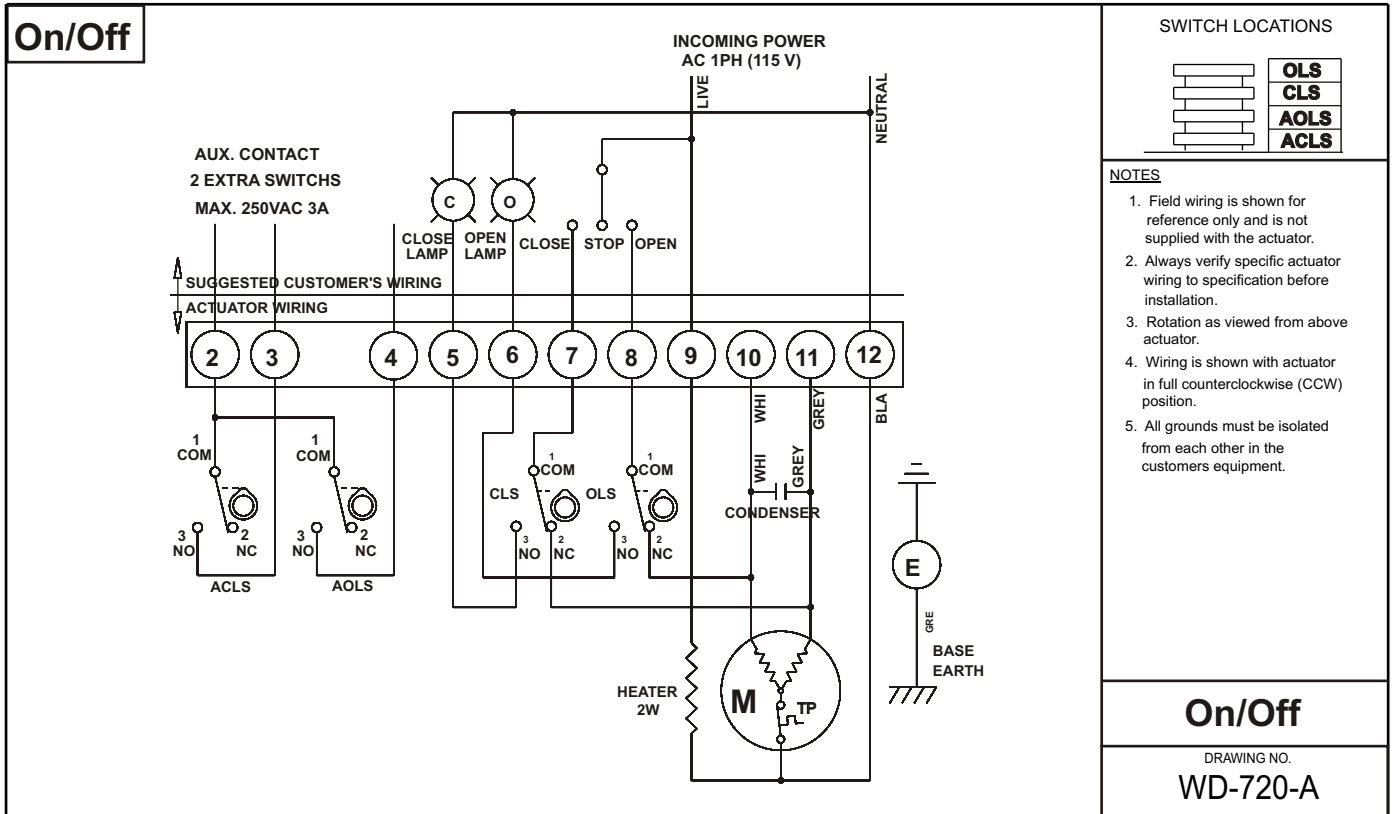 On/Off
INCOMING POWER
AC 1PH (115 V)
LIVE
NEUTRAL
AUX. CONTACT
2 EXTRA SWITCHS
MAX. 250VAC 3A
C
O
CLOSE
LAMP
OPEN
LAMP
CLOSE
STOP
OPEN
SUGGESTED CUSTOMER'S WIRING
ACTUATOR WIRING
2
3
4
5
6
7
8
9
10
11
12
WHI
GREY
BLA
1
COM
3
NO
2
NC
ACLS
1
COM
3
NO
2
NC
AOLS
1
COM
CLS
3
NO
2
NC
1
COM
OLS
3
NO
2
NC
WHI
GREY
CONDENSER
E
GRE
BASE
EARTH
HEATER
2W
M
TP
SWITCH LOCATIONS
OLS
CLS
AOLS
ACLS
NOTES
1. Field wiring is shown for
reference only and is not
supplied with the actuator.
2. Always verify specific actuator
wiring to specification before
installation.
3. Rotation as viewed from above
actuator.
4. Wiring is shown with actuator
in full counterclockwise (CCW)
position.
5. All grounds must be isolated
from each other in the
customers equipment.
On/Off
DRAWING NO.
WD-720-A